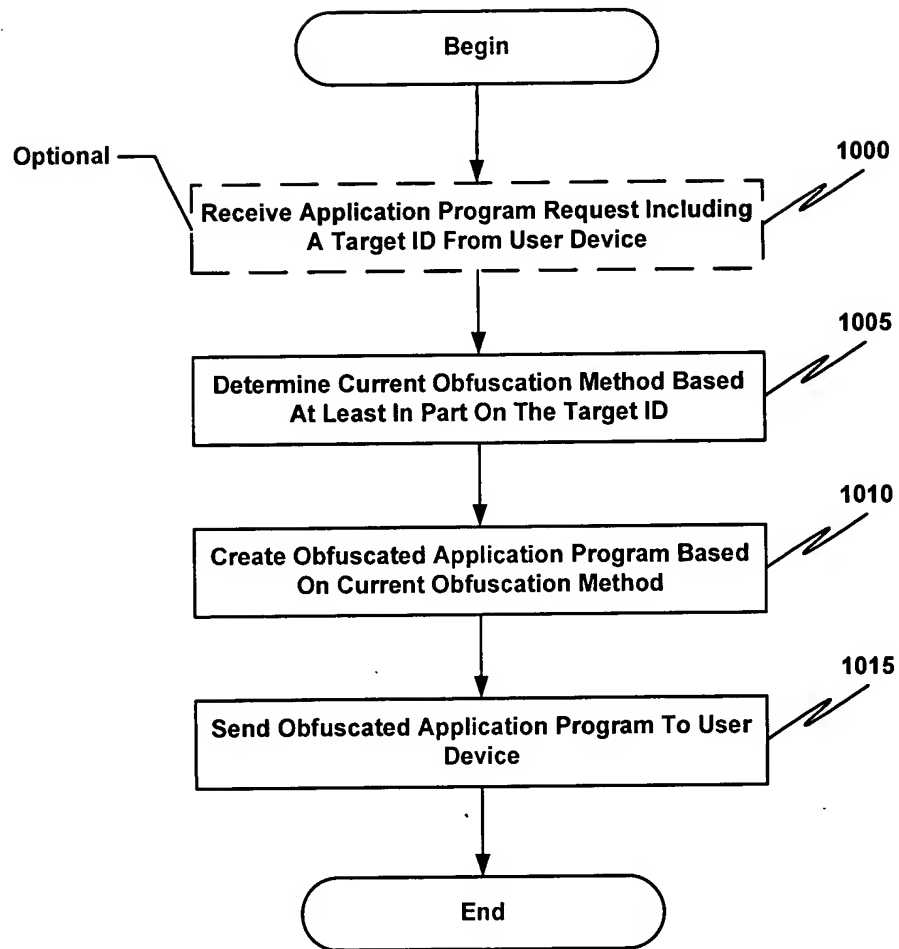 Begin
Optional
1000
Receive Application Program Request Including
A Target ID From User Device
1005
Determine Current Obfuscation Method Based
At Least In Part On The Target ID
1010
Create Obfuscated Application Program Based
On Current Obfuscation Method
1015
Send Obfuscated Application Program To User
Device
End